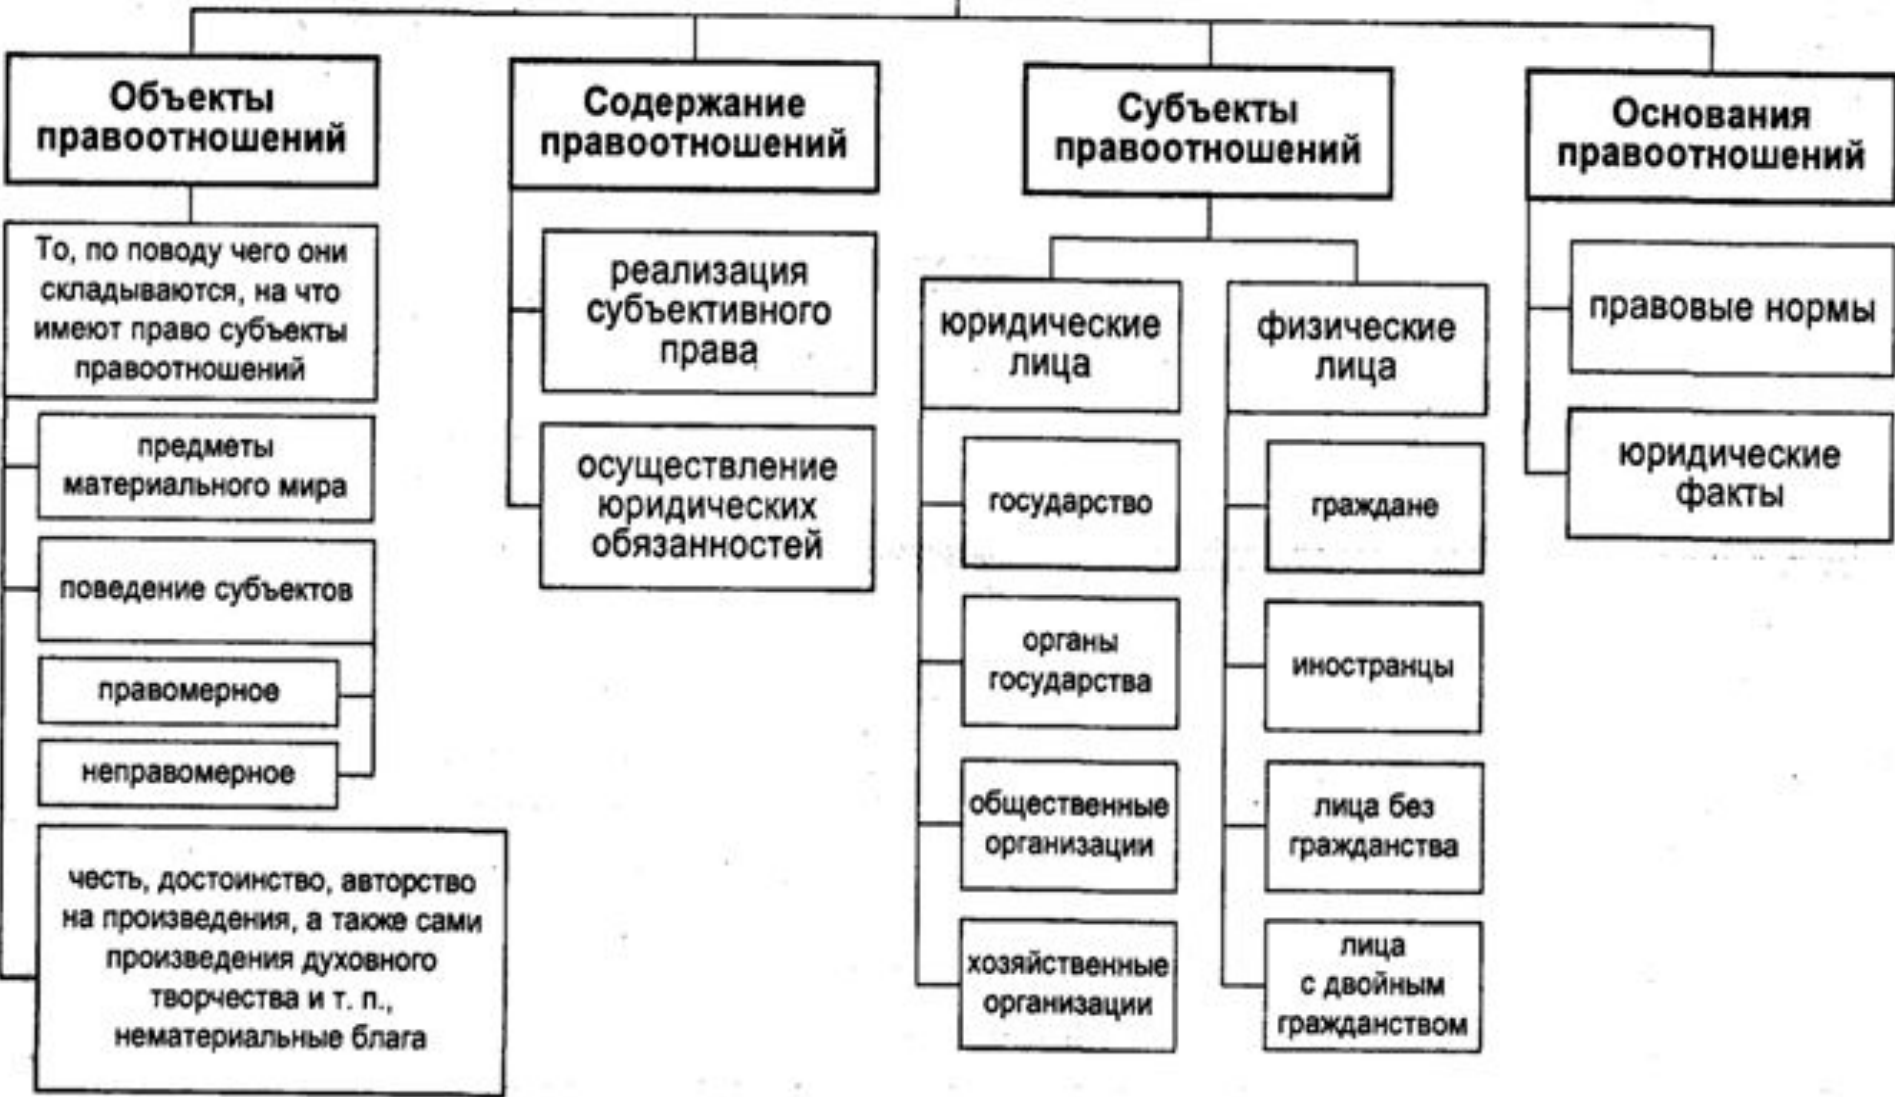 Объекты
правоотношений
То, по поводу чего они
складываются, на что
имеют право субъекты
правоотношений
предметы
материального мира
поведение субъектов
правомерное
неправомерное
честь, достоинство, авторство
на произведения, а также сами
произведения духовного
творчества и т. п.,
нематериальные блага
Содержание
правоотношений
реализация
субъективного
права
осуществление
юридических
обязанностей
Субъекты
правоотношений
юридические
лица
государство
органы
государства
общественные
организации
хозяйственные
организации
физические
лица
граждане
иностранцы
лица без
гражданства
лица
с двойным
гражданством
Основания
правоотношений
правовые нормы
юридические
факты